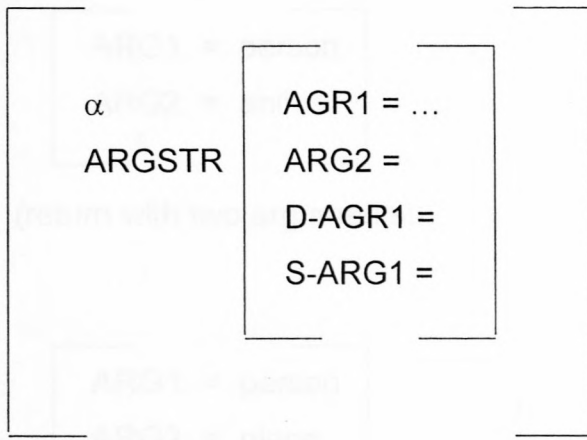 AGR1 = ...
α
ARG2 =
ARGSTR
D-AGR1 =
S-ARG1 =